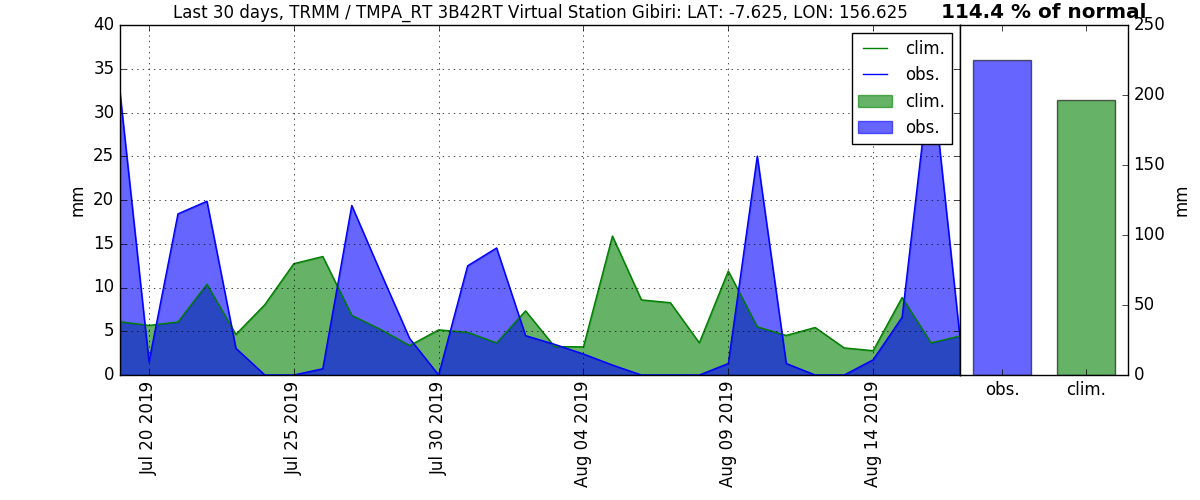 Last 30 days, TRMM / TMPA_RT 3B42RT Virtual Station Gibiri: LAT: -7.625, LON: 156.625
114.4 % of normal
40
35
30
25
20
15
10
5
0
mm
clim.
obs.
clim.
obs.
250
200
150
100
50
0
mm
obs.
clim.
Jul 20 2019
Jul 25 2019
Jul 30 2019
Aug 04 2019
Aug 09 2019
Aug 14 2019